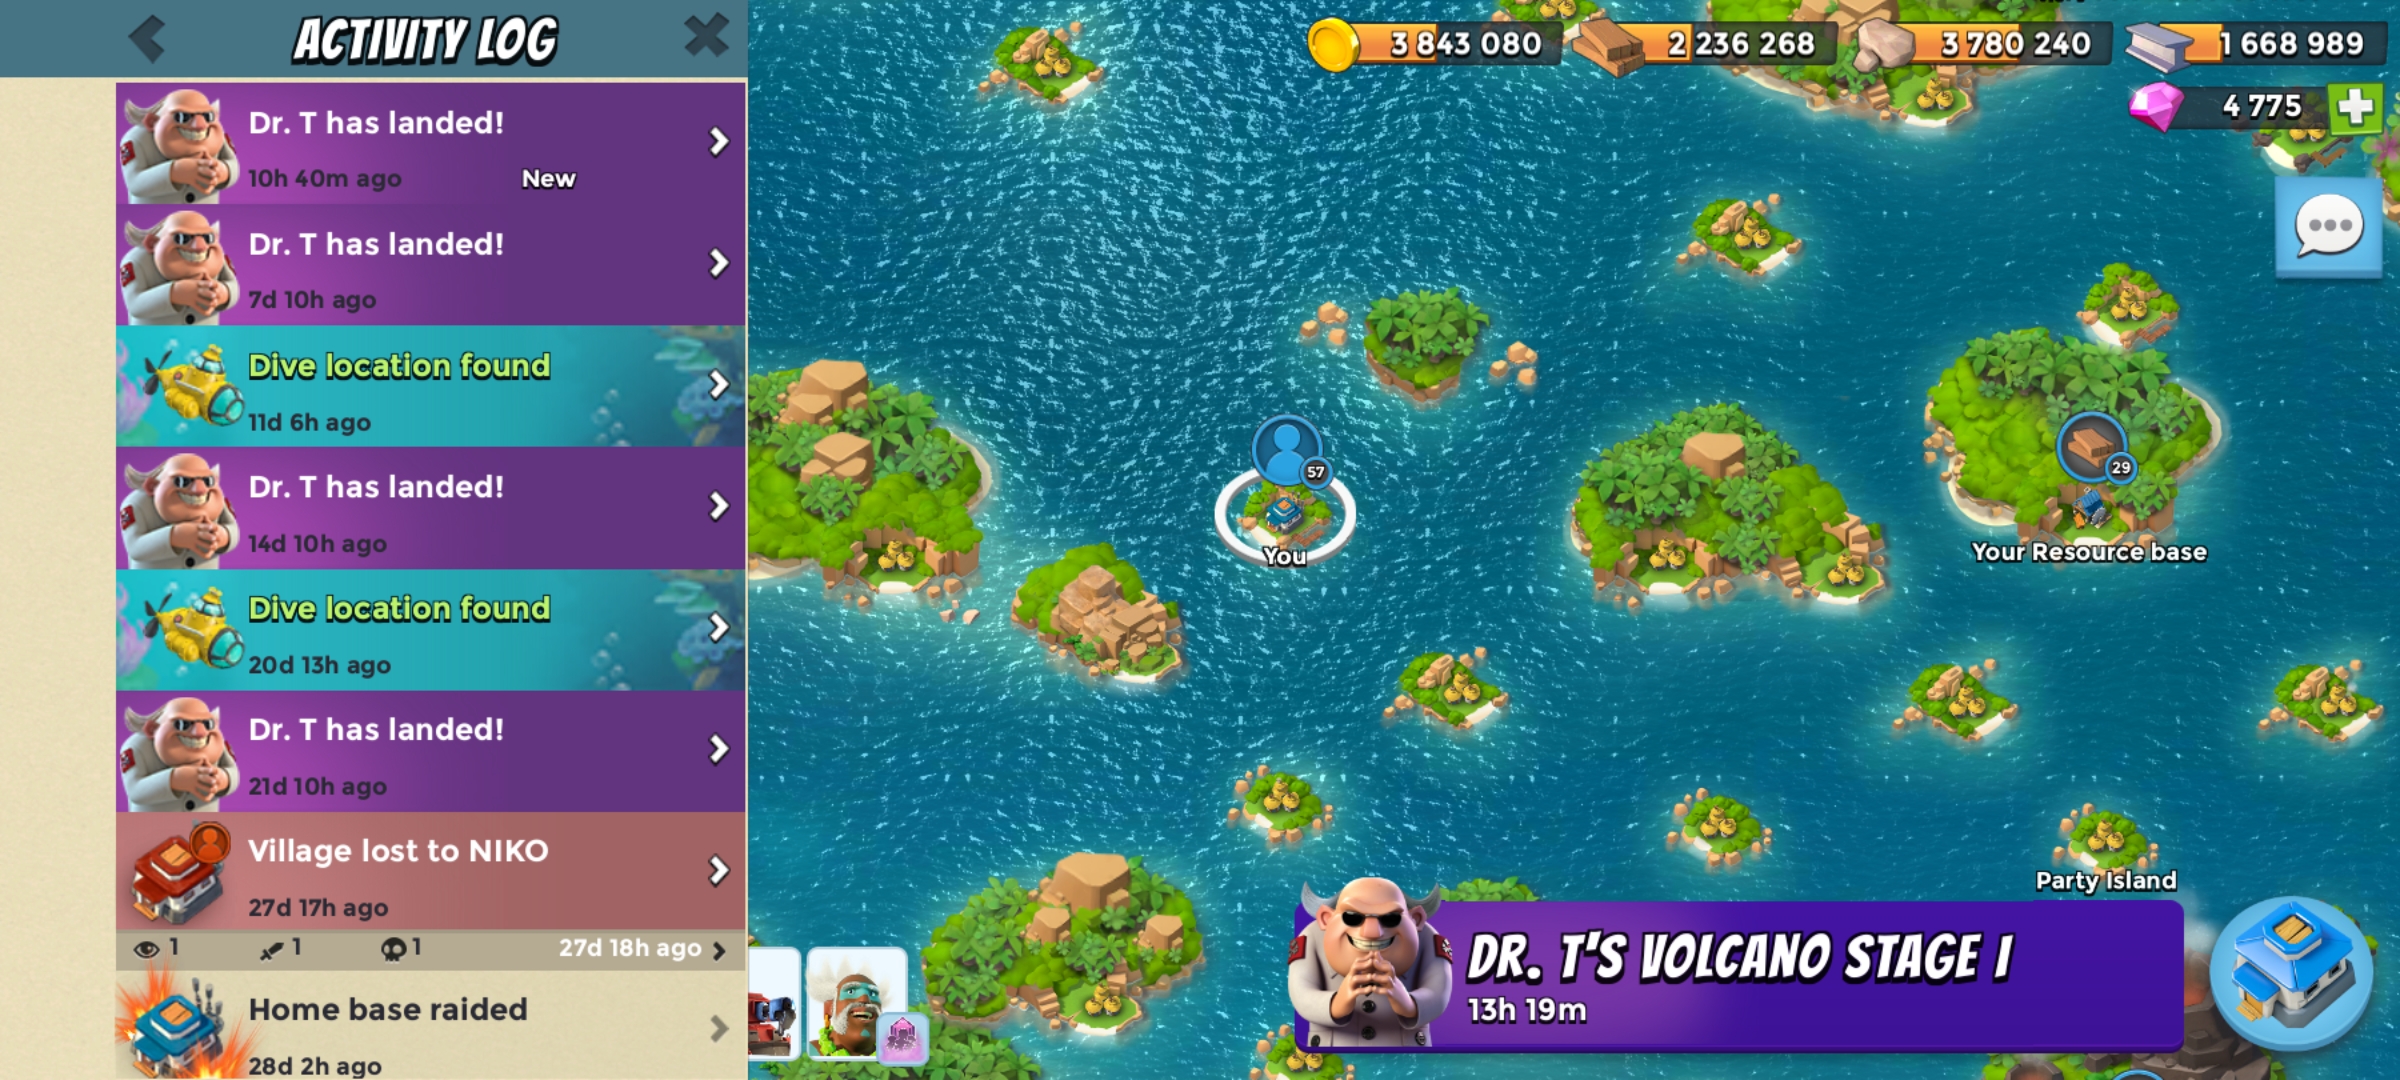 ACTIVITY LOG
Dr. T has landed!
10h 40m ago
New
Dr. T has landed!
7d 10h ago
Dive location found
11d 6h ago
Dr. T has landed!
14d 10h ago
Dive location found
20d 13h ago
Dr. T has landed!
21d 10h ago
Village lost to NIKO
27d 17h ago
1 1 1 27d 18h ago
Home base raided
28d 2h ago
3 843 080 2 236 268 3 780 240 1 668 989
4 775
57
You
29
Your Resource base
Party Island
DR. T'S VOLCANO STAGE I
13h 19m